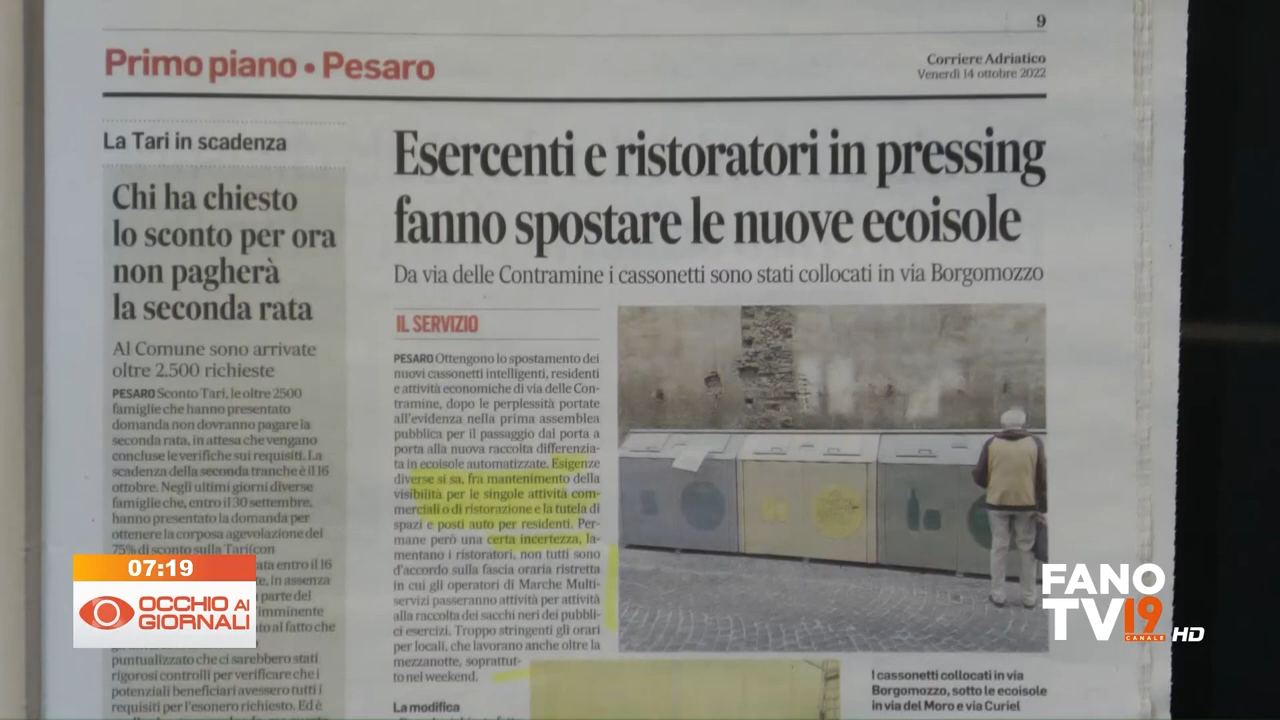 9
Primo piano • Pesaro
Corriere Adriatico
Venerdì 14 ottobre 2022
La Tari in scadenza
Chi ha chiesto
lo sconto per ora
non pagherà
la seconda rata
Al Comune sono arrivate
oltre 2.500 richieste
PESARO Sconto Tari, le oltre 2500
famiglie che hanno presentato
domanda non dovranno pagare la
seconda rata, in attesa che vengano
concluse le verifiche sui requisiti. La
scadenza della seconda tranche è il 16
ottobre. Negli ultimi giorni diverse
famiglie che, entro il 30 settembre,
hanno presentato la domanda per
ottenere la corposa agevolazione del
75% di sconto sulla Tari (con
entro il 16
in assenza
parte del
imminente
al fatto che
puntualizzato che ci sarebbero stati
rigorosi controlli per verificare che i
potenziali beneficiari avessero tutti i
requisiti per l'esonero richiesto. Ed è
Esercenti e ristoratori in pressing
fanno spostare le nuove ecoisole
Da via delle Contramine i cassonetti sono stati collocati in via Borgomozzo
IL SERVIZIO
PESARO Ottengono lo spostamento dei
nuovi cassonetti intelligenti, residenti
e attività economiche di via delle Con-
tramine, dopo le perplessità portate
all'evidenza nella prima assemblea
pubblica per il passaggio dal porta a
porta alla nuova raccolta differenzia-
ta in ecoisole automatizzate. Esigenze
diverse si sa, fra mantenimento della
visibilità per le singole attività com-
merciali o di ristorazione e la tutela di
spazi e posti auto per residenti. Per-
mane però una certa incertezza, la-
mentano i ristoratori, non tutti sono
d'accordo sulla fascia oraria ristretta
in cui gli operatori di Marche Multi-
servizi passeranno attività per attività
alla raccolta dei sacchi neri dei pubbli-
ci esercizi. Troppo stringenti gli orari
per locali, che lavorano anche oltre la
mezzanotte, soprattut-
to nel weekend.
La modifica
I cassonetti collocati in via
Borgomozzo, sotto le ecoisole
in via del Moro e via Curiel
07:19
OCCHIO AI
GIORNALI
FANO
TV19
CANALE HD